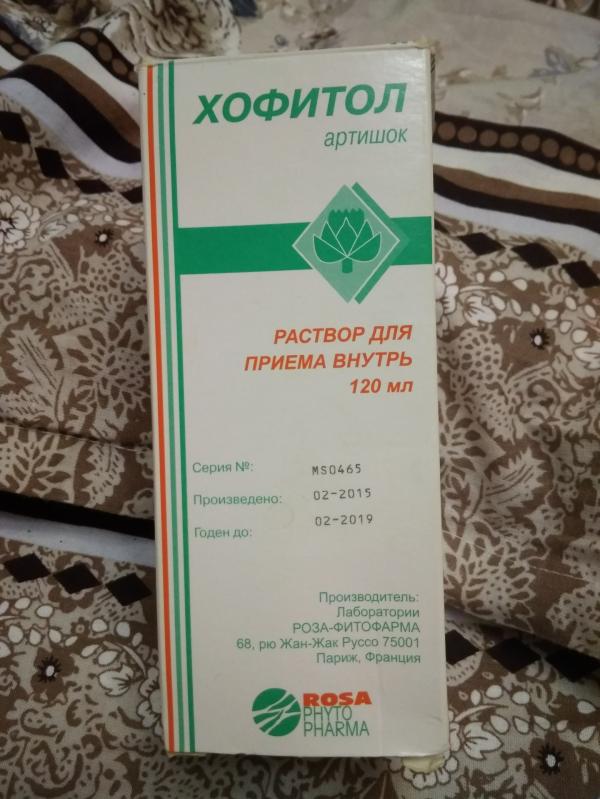 ХОФИТОЛ
артишок
РАСТВОР ДЛЯ
ПРИЕМА ВНУТРЬ
120 мл
Серия №: MS0465
Произведено: 02-2015
Годен до: 02-2019
Производитель:
Лаборатории
РОЗА-ФИТОФАРМА
68, рю Жан-Жак Руссо 75001
Париж, Франция
ROSA
PHYTO
PHARMA